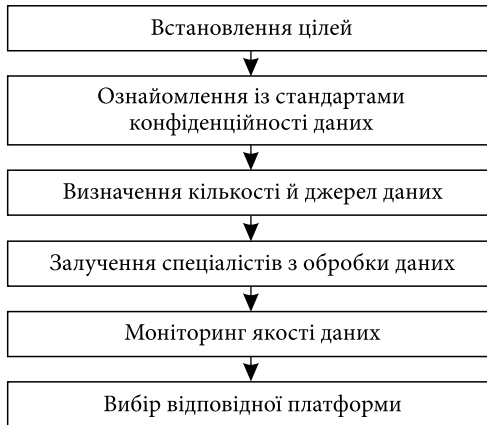 Встановлення цілей
Ознайомлення із стандартами
конфіденційності даних
Визначення кількості й джерел даних
Залучення спеціалістів з обробки даних
Моніторинг якості даних
Вибір відповідної платформи